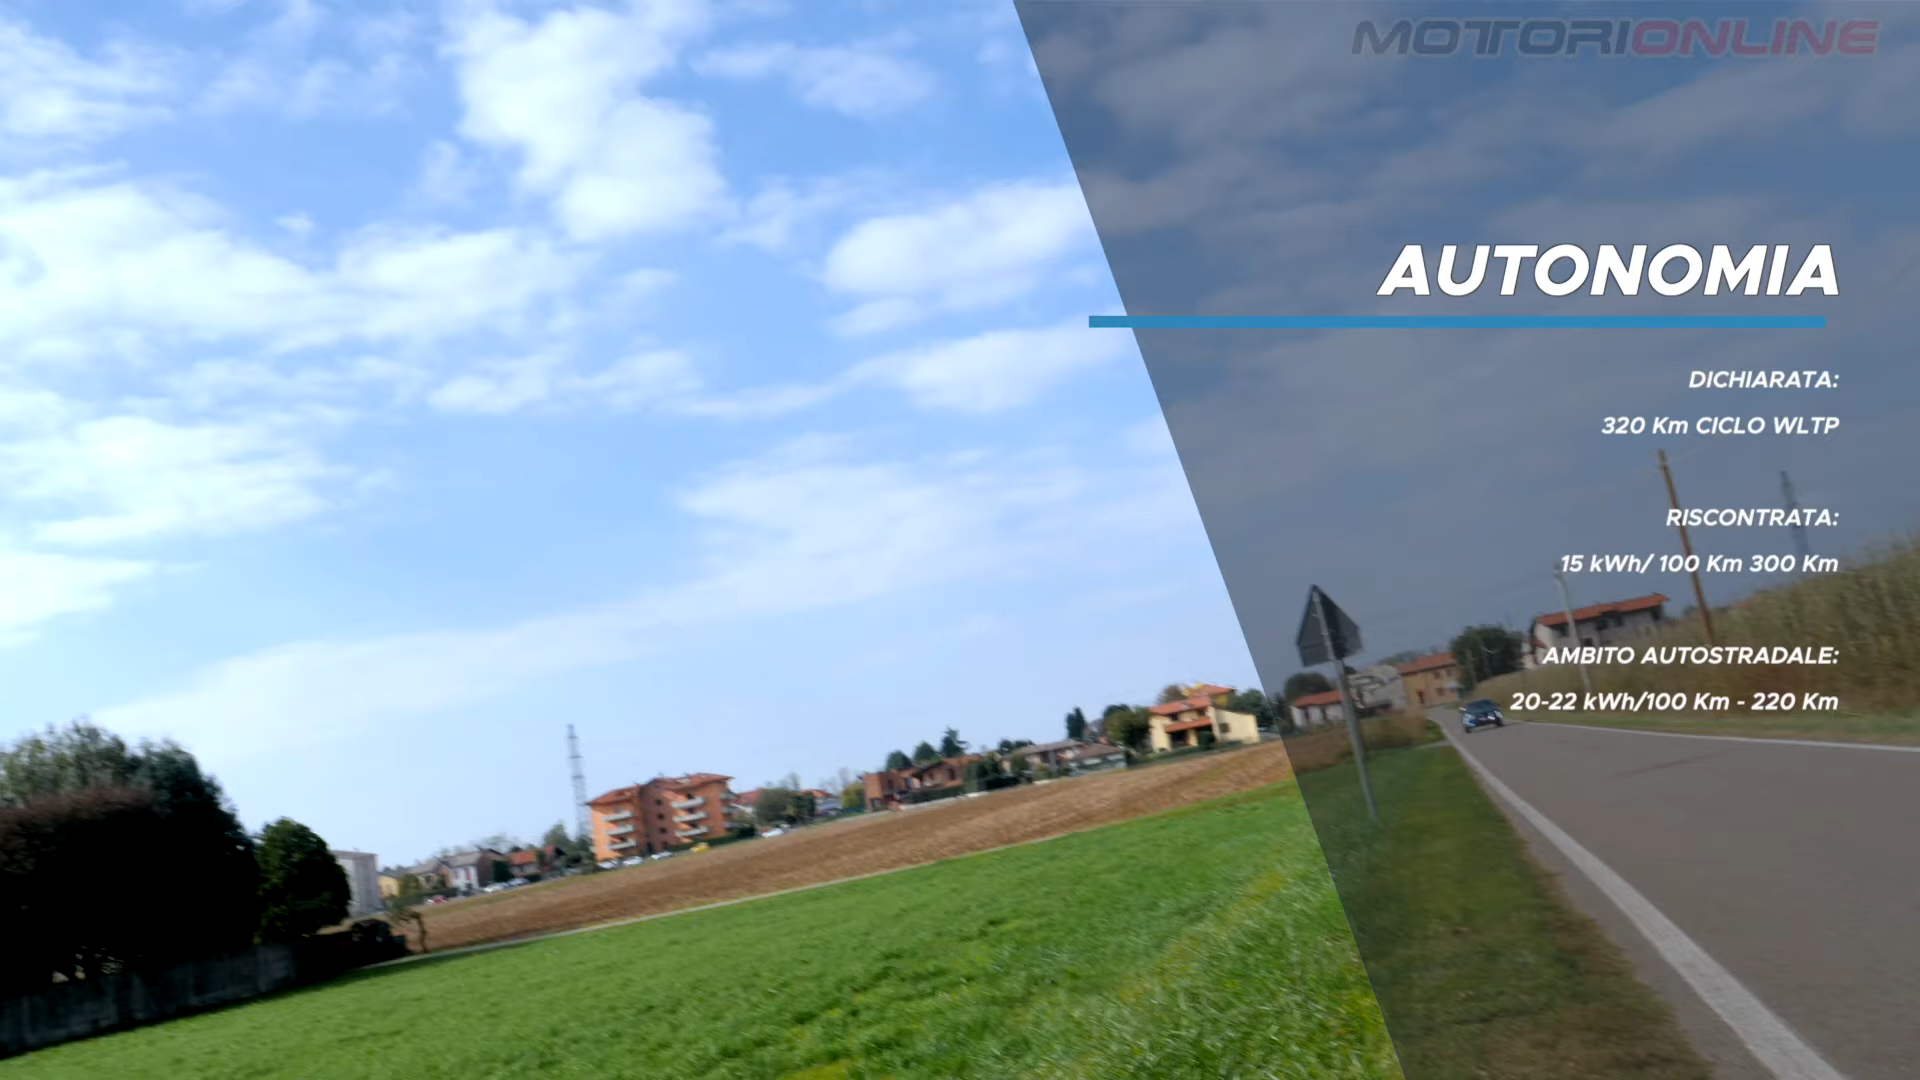 MOTORIONLINE
AUTONOMIA
DICHIARATA:
320 Km CICLO WLTP
RISCONTRATA:
15 kWh/ 100 Km 300 Km
AMBITO AUTOSTRADALE:
20-22 kWh/100 Km - 220 Km